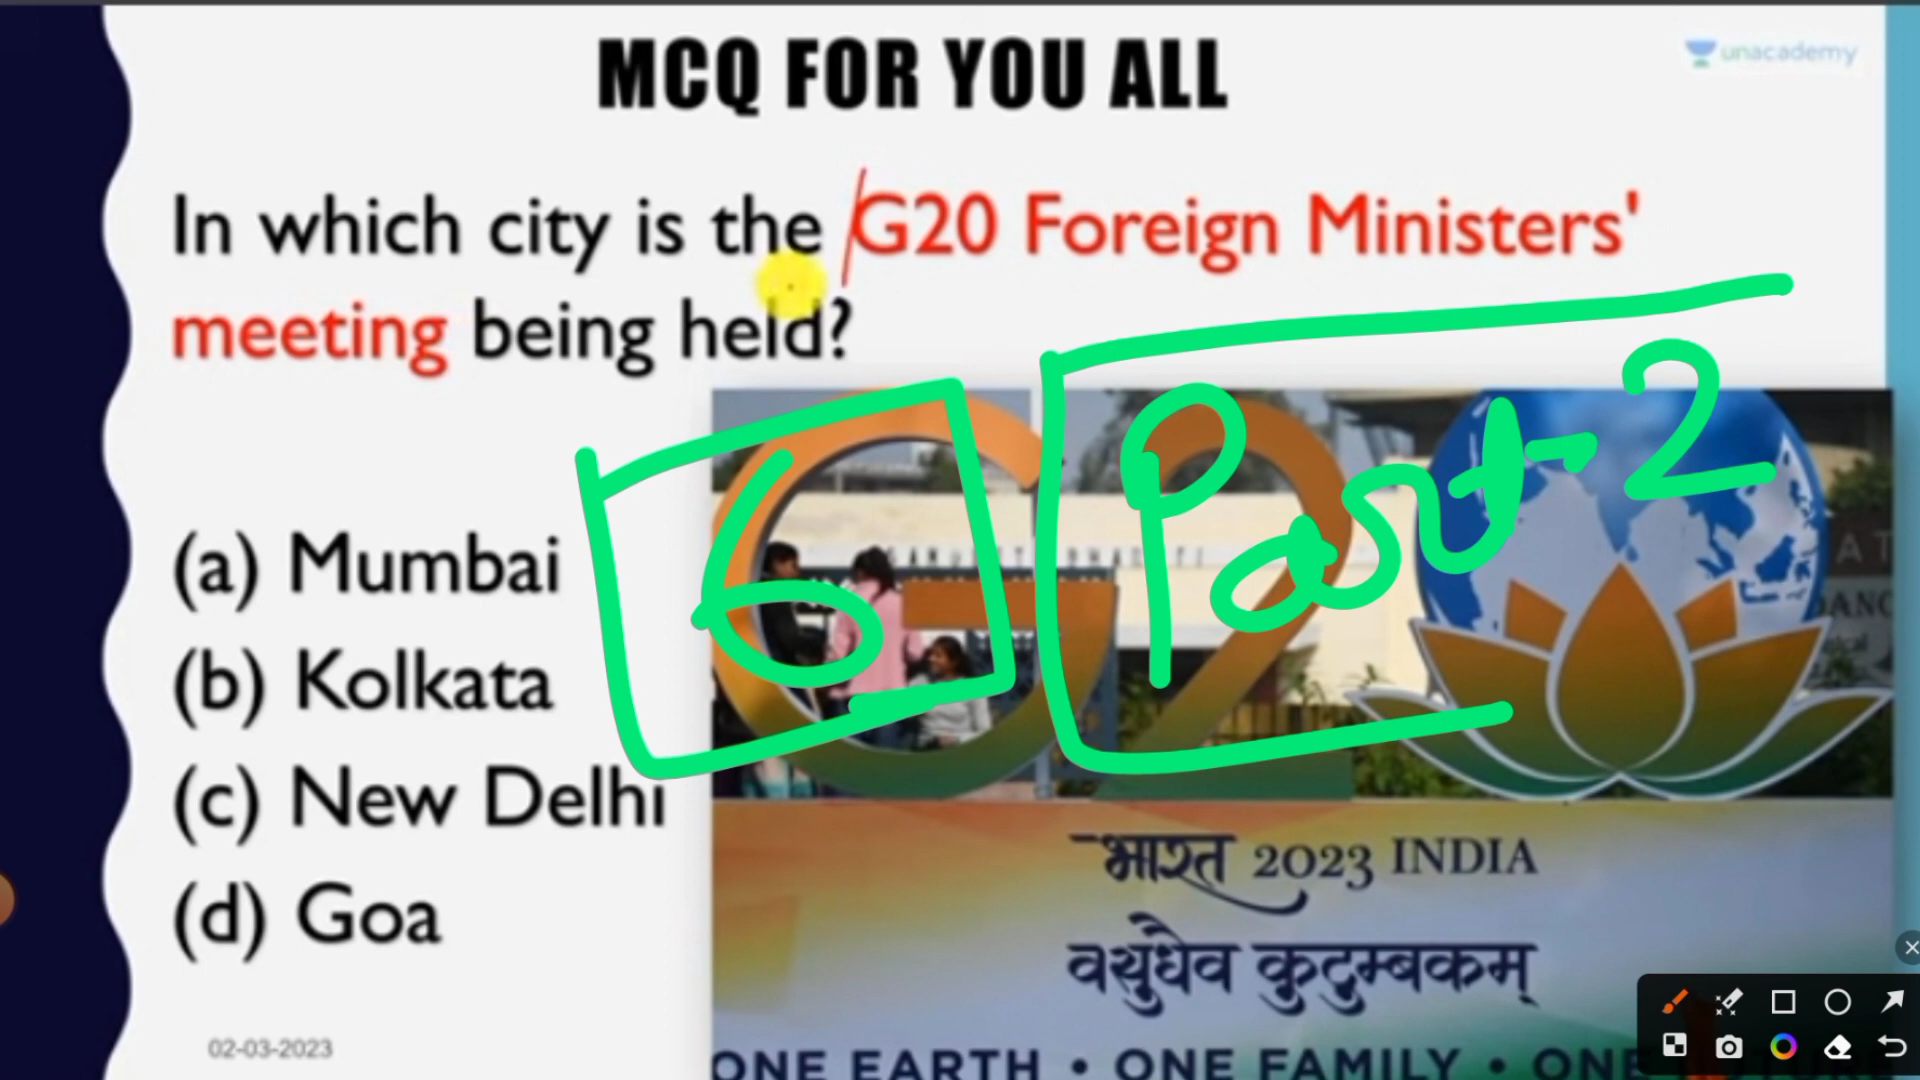 MCQ FOR YOU ALL
unacademy
In which city is the G20 Foreign Ministers'
meeting being held?
6
Part-2
(a) Mumbai
(b) Kolkata
(c) New Delhi
(d) Goa
भारत 2023 INDIA
वसुधैव कुटुम्बकम्
ONE EARTH • ONE FAMILY • ONE
02-03-2023